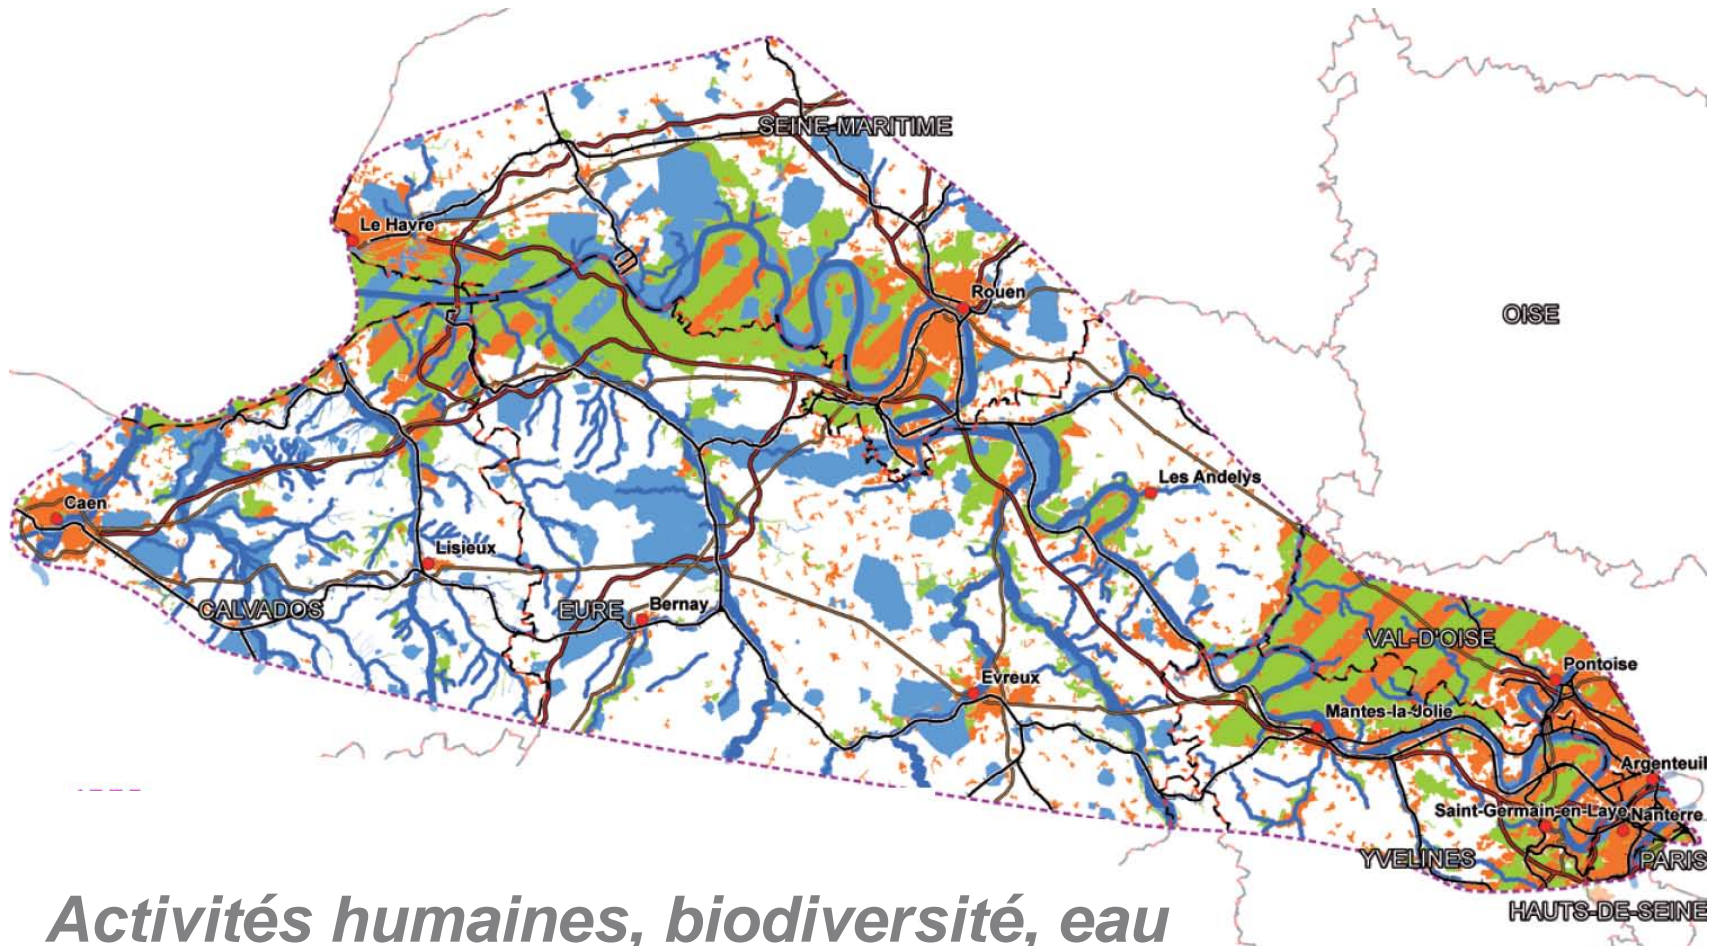 SEINE-MARITIME
Le Havre
Rouen
OISE
Les Andelys
Caen
Lisieux
CALVADOS
EURE
Bernay
VAL-D'OISE
Pontoise
Evreux
Mantes-la-Jolie
Argenteuil
Saint-Germain-en-Laye
Nanterre
YVELINES
PARIS
HAUTS-DE-SEINE
Activités humaines, biodiversité, eau